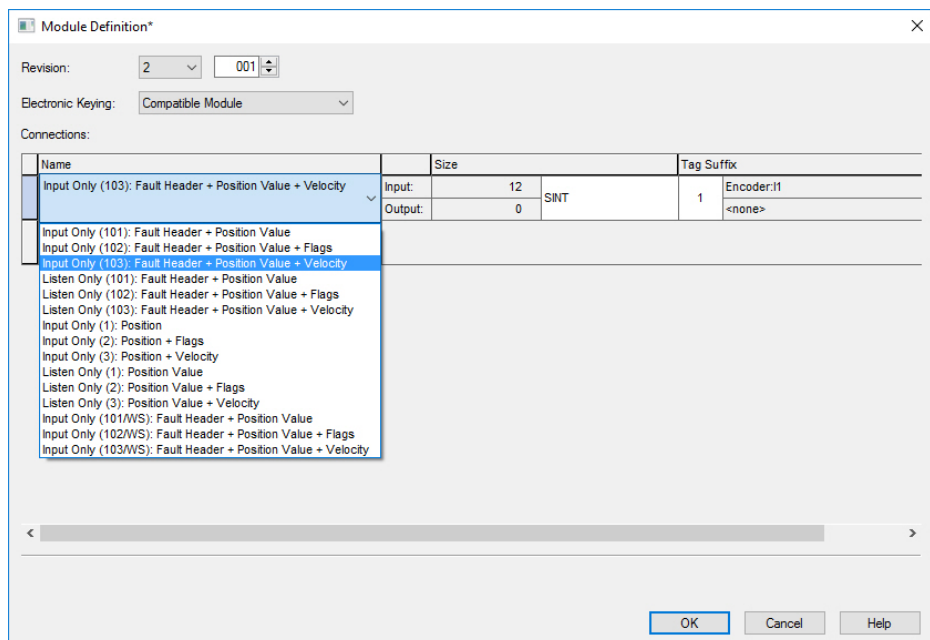 Module Definition*
Revision: 2 001
Electronic Keying: Compatible Module
Connections:
Name Size Tag Suffix
Input Only (103): Fault Header + Position Value + Velocity Input: 12 SINT 1 Encoder:I1
Output: 0 <none>
Input Only (101): Fault Header + Position Value
Input Only (102): Fault Header + Position Value + Flags
Input Only (103): Fault Header + Position Value + Velocity
Listen Only (101): Fault Header + Position Value
Listen Only (102): Fault Header + Position Value + Flags
Listen Only (103): Fault Header + Position Value + Velocity
Input Only (1): Position
Input Only (2): Position + Flags
Input Only (3): Position + Velocity
Listen Only (1): Position Value
Listen Only (2): Position Value + Flags
Listen Only (3): Position Value + Velocity
Input Only (101/WS): Fault Header + Position Value
Input Only (102/WS): Fault Header + Position Value + Flags
Input Only (103/WS): Fault Header + Position Value + Velocity
OK Cancel Help